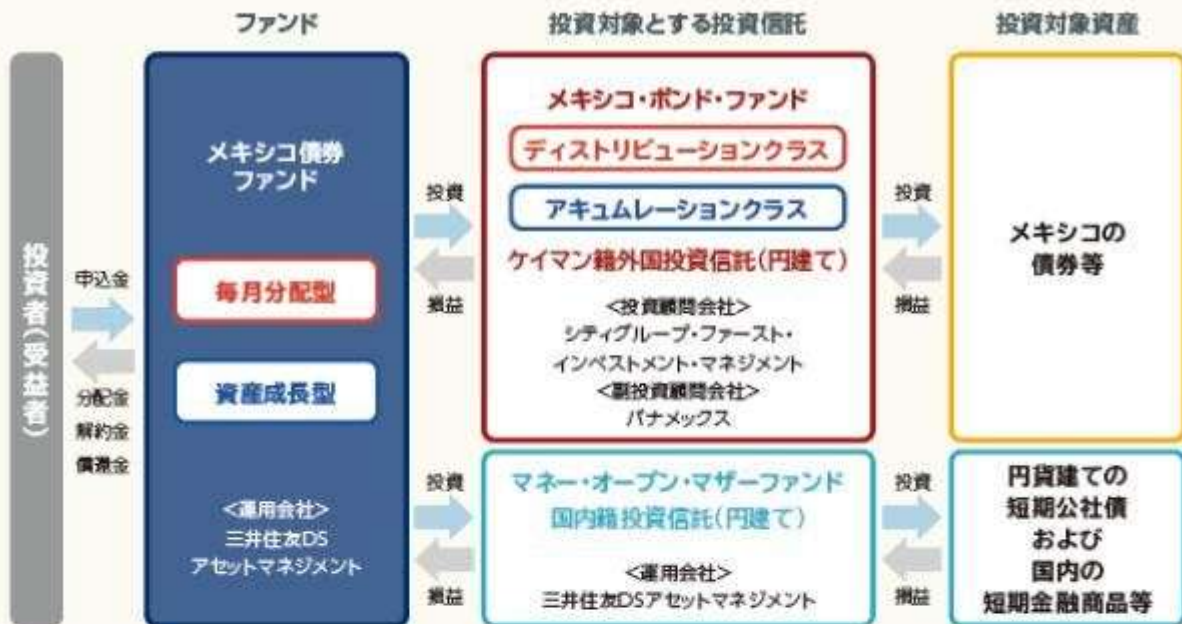 ファンド
投資対象とする投資信託
投資対象資産
投資者(受益者)
申込金
分配金
解約金
償還金
メキシコ債券
ファンド
毎月分配型
資産成長型
<運用会社>
三井住友DS
アセットマネジメント
投資
損益
投資
損益
メキシコ・ボンド・ファンド
ディストリビューションクラス
アキュムレーションクラス
ケイマン籍外国投資信託(円建て)
<投資顧問会社>
シティグループ・ファースト・
インベストメント・マネジメント
<副投資顧問会社>
バナメックス
マネー・オープン・マザーファンド
国内籍投資信託(円建て)
<運用会社>
三井住友DSアセットマネジメント
投資
損益
投資
損益
メキシコの
債券等
円貨建ての
短期公社債
および
国内の
短期金融商品等